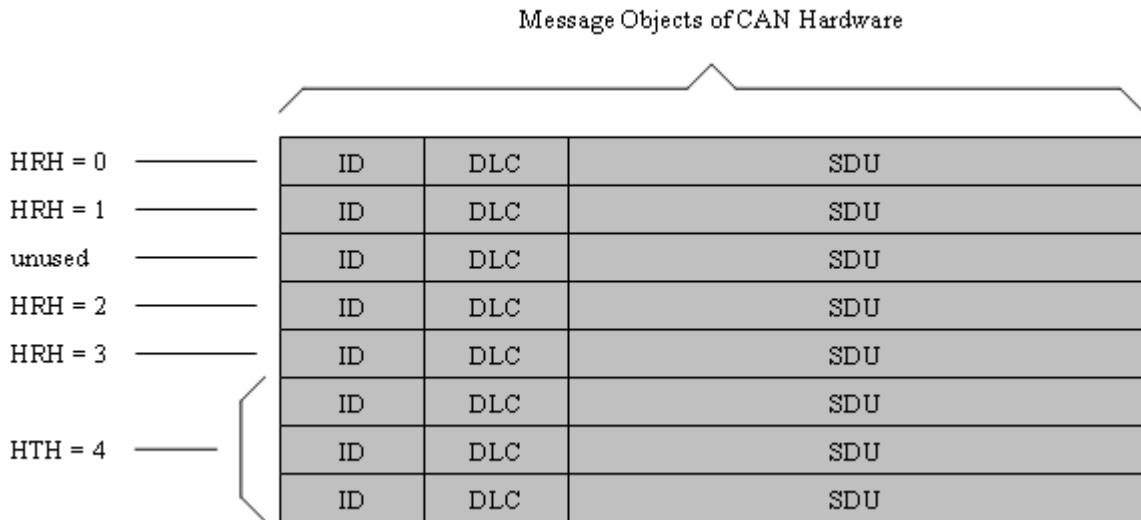 Message Objects of CAN Hardware
HRH = 0 ID DLC SDU
HRH = 1 ID DLC SDU
unused ID DLC SDU
HRH = 2 ID DLC SDU
HRH = 3 ID DLC SDU
ID DLC SDU
HTH = 4 ID DLC SDU
ID DLC SDU